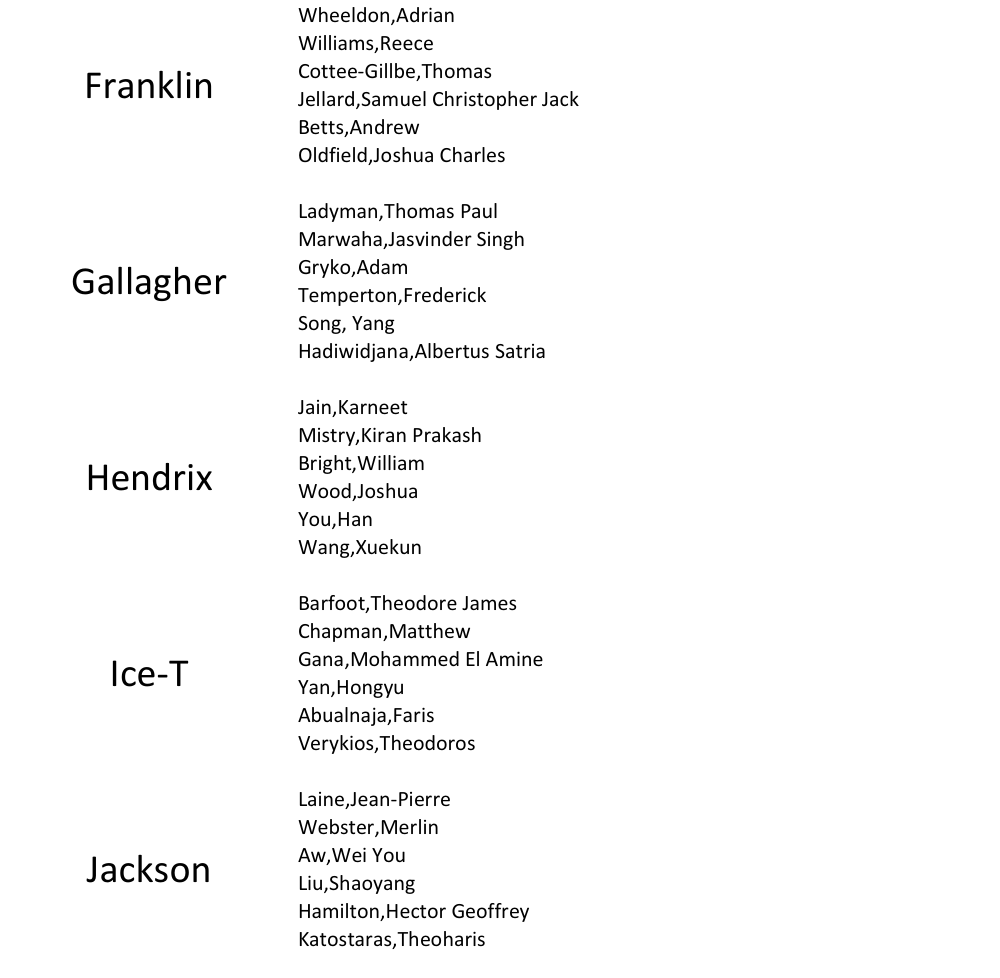 Franklin
Wheeldon,Adrian
Williams,Reece
Cottee-Gillbe,Thomas
Jellard,Samuel Christopher Jack
Betts,Andrew
Oldfield,Joshua Charles
Gallagher
Ladyman,Thomas Paul
Marwaha,Jasvinder Singh
Gryko,Adam
Temperton,Frederick
Song, Yang
Hadiwidjana,Albertus Satria
Hendrix
Jain,Karneet
Mistry,Kiran Prakash
Bright,William
Wood,Joshua
You,Han
Wang,Xuekun
Ice-T
Barfoot,Theodore James
Chapman,Matthew
Gana,Mohammed El Amine
Yan,Hongyu
Abualnaja,Faris
Verykios,Theodoros
Jackson
Laine,Jean-Pierre
Webster,Merlin
Aw,Wei You
Liu,Shaoyang
Hamilton,Hector Geoffrey
Katostaras,Theoharis